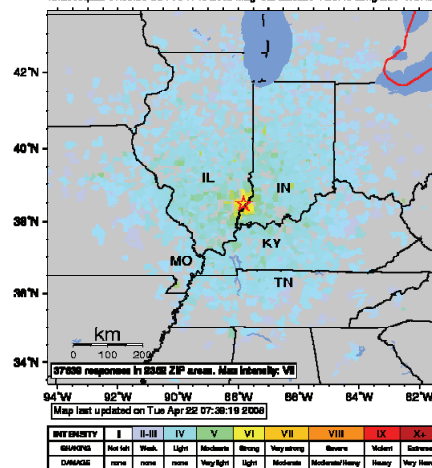 42°N
40°N
38°N
36°N
34°N
IL
IN
KY
MO
TN
km
0 100 200
37639 responses in 9352 ZIP areas. Max Intensity: VII
94°W 92°W 90°W 88°W 86°W 84°W 82°W
Map last updated on Tue Apr 22 07:39:19 2008
INTENSITY I II-III IV V VI VII VIII IX X+
SHAKING Not felt Weak Light Moderate Strong Very strong Severe Violent Extreme
DAMAGE none none none Very light Light Moderate Moderate/Heavy Heavy Very Heavy